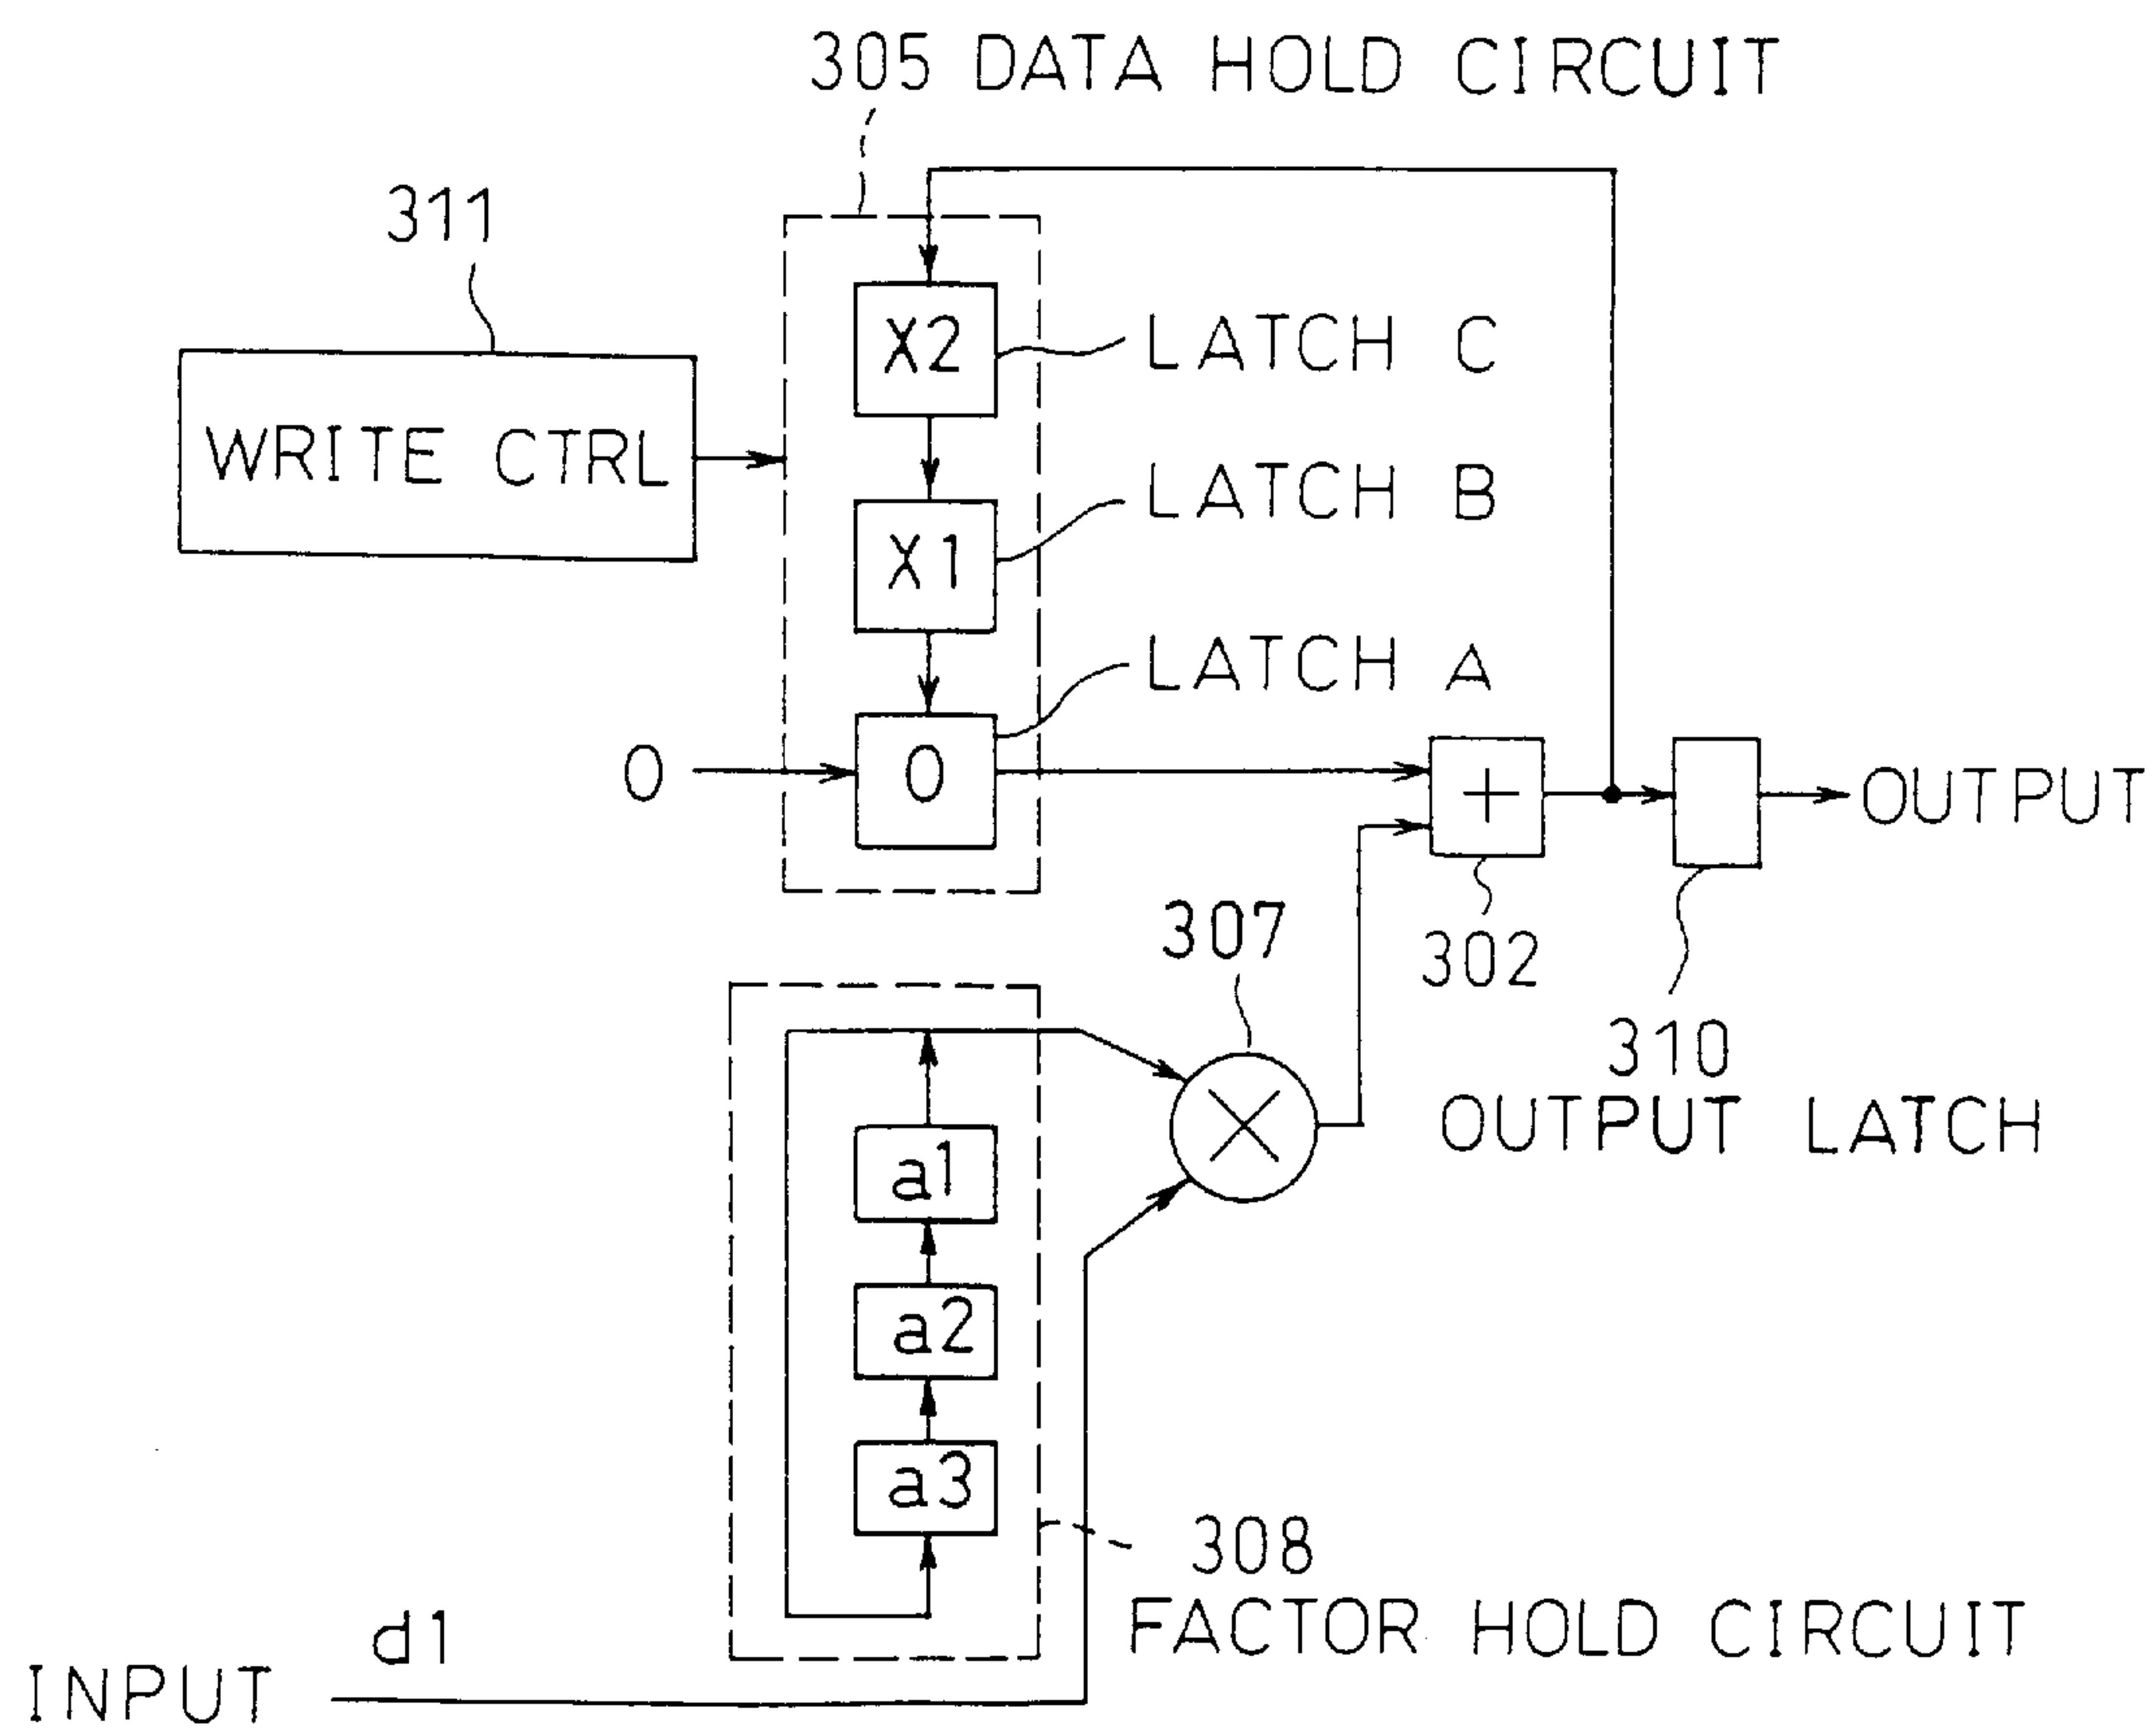 305 DATA HOLD CIRCUIT
311
WRITE CTRL
X2
LATCH C
X1
LATCH B
LATCH A
0
0
+
OUTPUT
302
310
OUTPUT LATCH
307
×
a1
a2
a3
308
FACTOR HOLD CIRCUIT
d1
INPUT